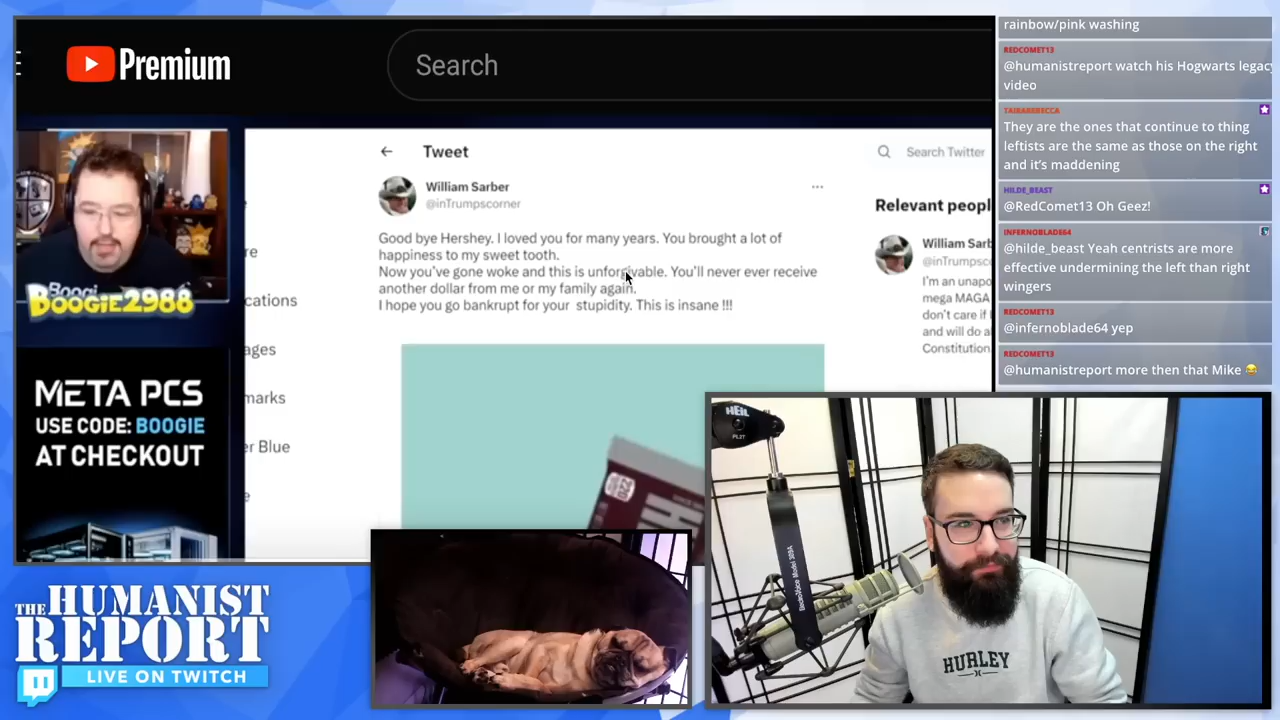 Premium
Search
Tweet
Search Twitter
William Sarber
@inTrumpscorner
Good bye Hershey. I loved you for many years. You brought a lot of
happiness to my sweet tooth.
Now you've gone woke and this is unforgivable. You'll never ever receive
another dollar from me or my family again.
I hope you go bankrupt for your stupidity. This is insane !!!
Relevant peopl
William Sarb
@inTrumpsc
I'm an unapo
mega MAGA
don't care if I
and will do a
Constitution.
re
cations
ages
marks
er Blue
e
Boogi
BOOGIE2988
META PCS
USE CODE: BOOGIE
AT CHECKOUT
rainbow/pink washing
REDCOMET13
@humanistreport watch his Hogwarts legacy
video
TAIRAREBECCA
They are the ones that continue to thing
leftists are the same as those on the right
and it's maddening
HILDE_BEAST
@RedComet13 Oh Geez!
INFERNOBLADE64
@hilde_beast Yeah centrists are more
effective undermining the left than right
wingers
REDCOMET13
@infernoblade64 yep
REDCOMET13
@humanistreport more then that Mike 😂
HEIL
PL2T
HURLEY
THE HUMANIST
REPORT
LIVE ON TWITCH